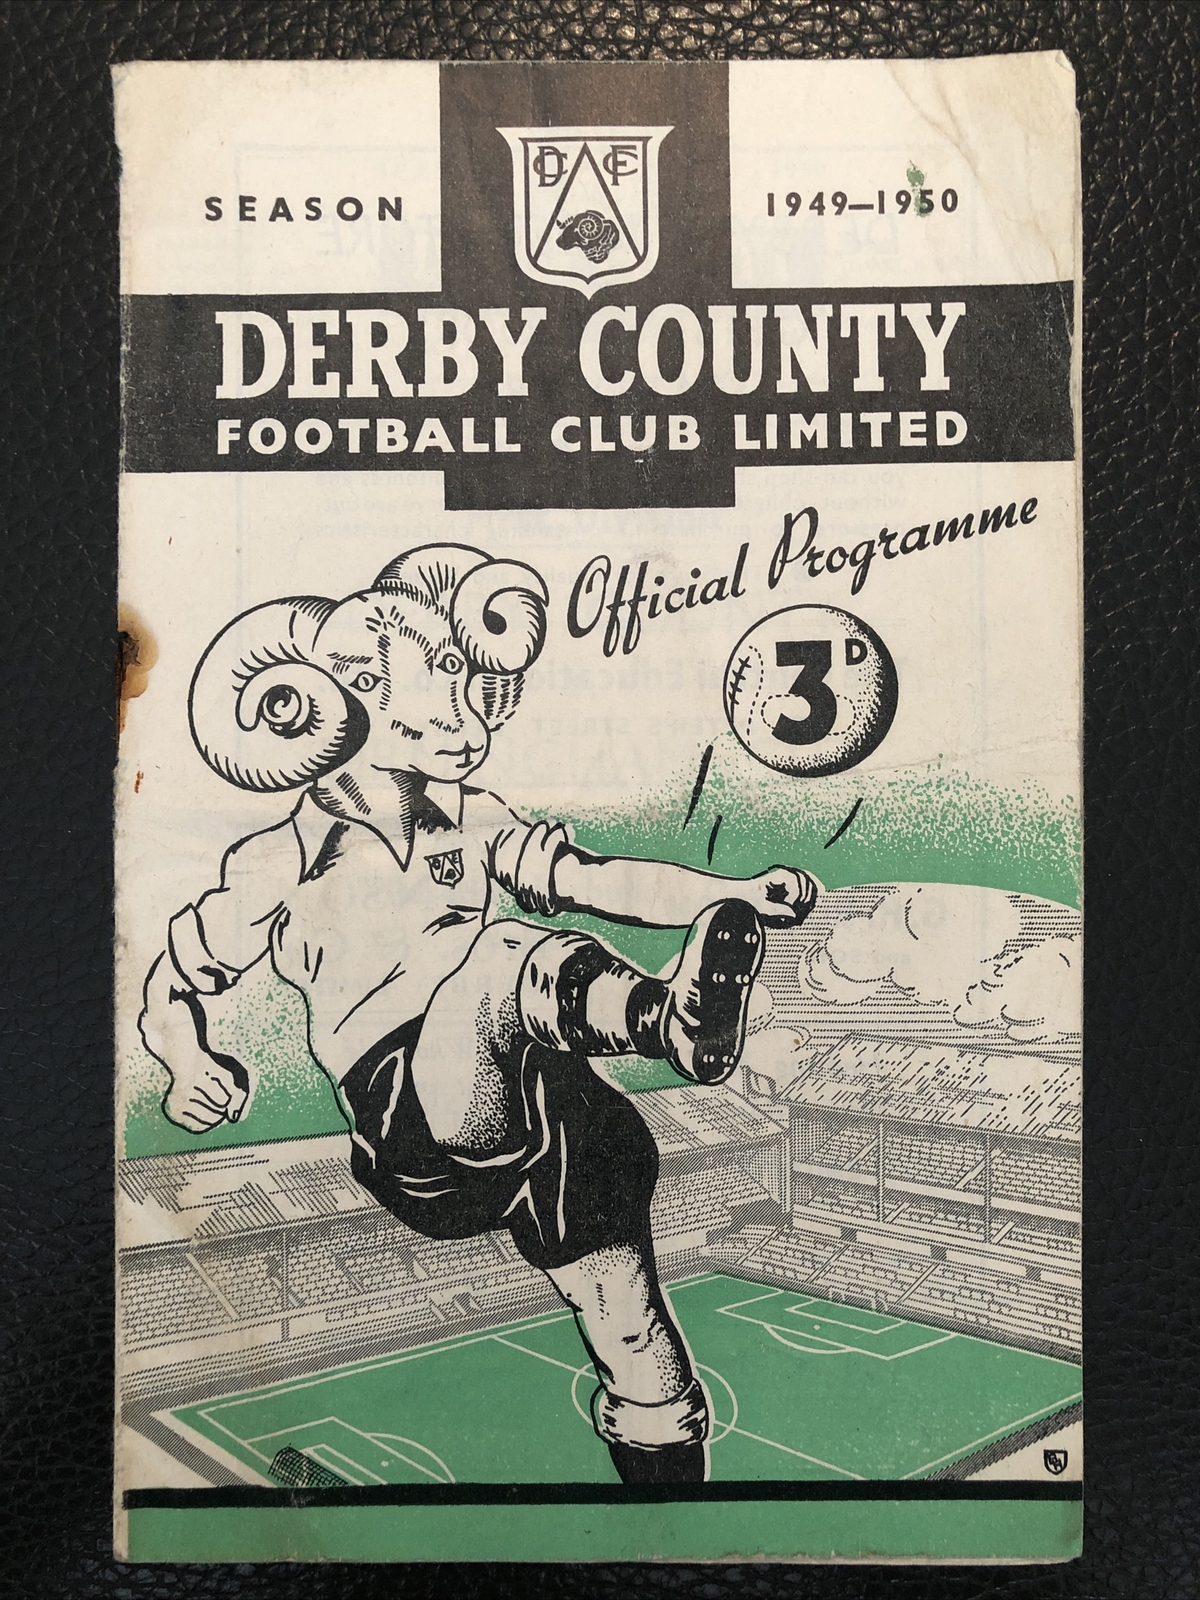 SEASON
1949–1950
DCFC
DERBY COUNTY
FOOTBALL CLUB LIMITED
Official Programme
3D